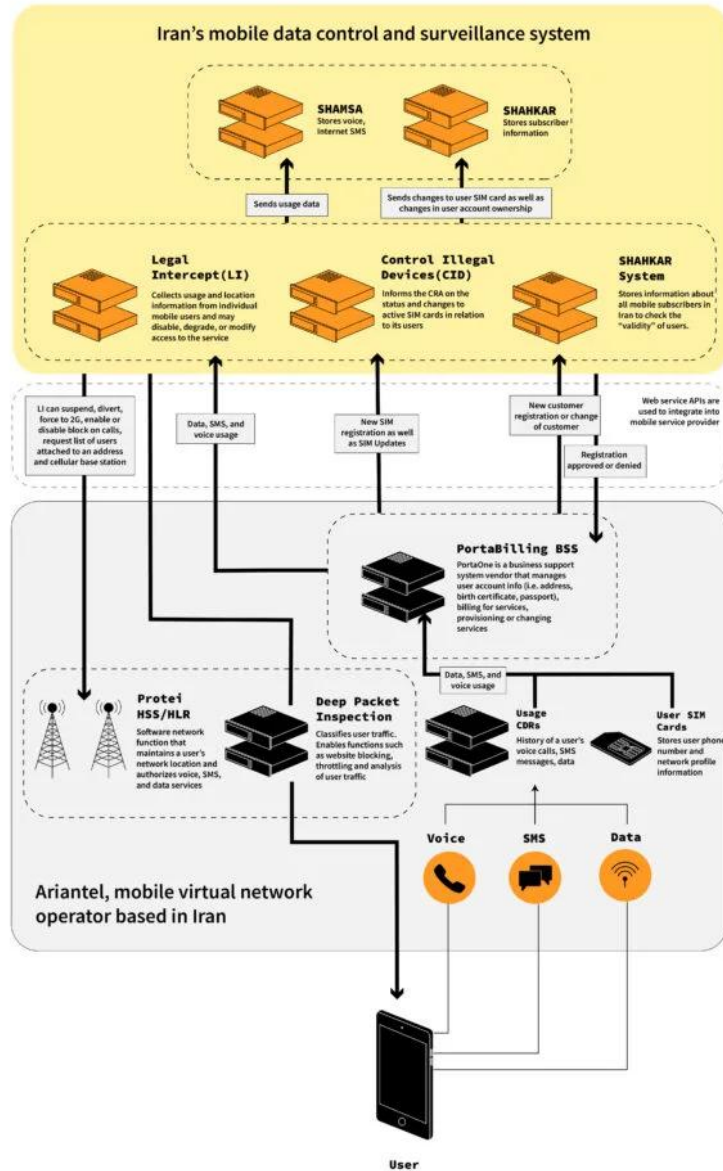 Iran's mobile data control and surveillance system
SHAMSA
Stores voice,
Internet SMS
SHAHKAR
Stores subscriber
information
Sends usage data
Sends changes to user SIM card as well as
changes in user account ownership
Legal
Intercept(LI)
Collects usage and location
information from individual
mobile users and may
disable, degrade, or modify
access to the service
Control Illegal
Devices(CID)
Informs the CRA on the
status and changes to
active SIM cards in relation
to its users
SHAHKAR
System
Stores information about
all mobile subscribers in
Iran to check the
"validity" of users.
LI can suspend, divert,
force to 2G, enable or
disable block on calls,
request list of users
attached to an address
and cellular base station
Data, SMS, and
voice usage
New SIM
registration as well
as SIM Updates
New customer
registration or change
of customer
Web service APIs are
used to integrate into
mobile service provider
Registration
approved or denied
PortaBilling BSS
PortaOne is a business support
system vendor that manages
user account info (i.e. address,
birth certificate, passport),
billing for services,
provisioning or changing
services
Data, SMS, and
voice usage
Protei
HSS/HLR
Software network
function that
maintains a user's
network location and
authorizes voice, SMS,
and data services
Deep Packet
Inspection
Classifies user traffic.
Enables functions such
as website blocking,
throttling and analysis
of user traffic
Usage
CDRs
History of a user's
voice calls, SMS
messages, data
User SIM
Cards
Stores user phone
number and
network profile
information
Voice
SMS
Data
Ariantel, mobile virtual network
operator based in Iran
User